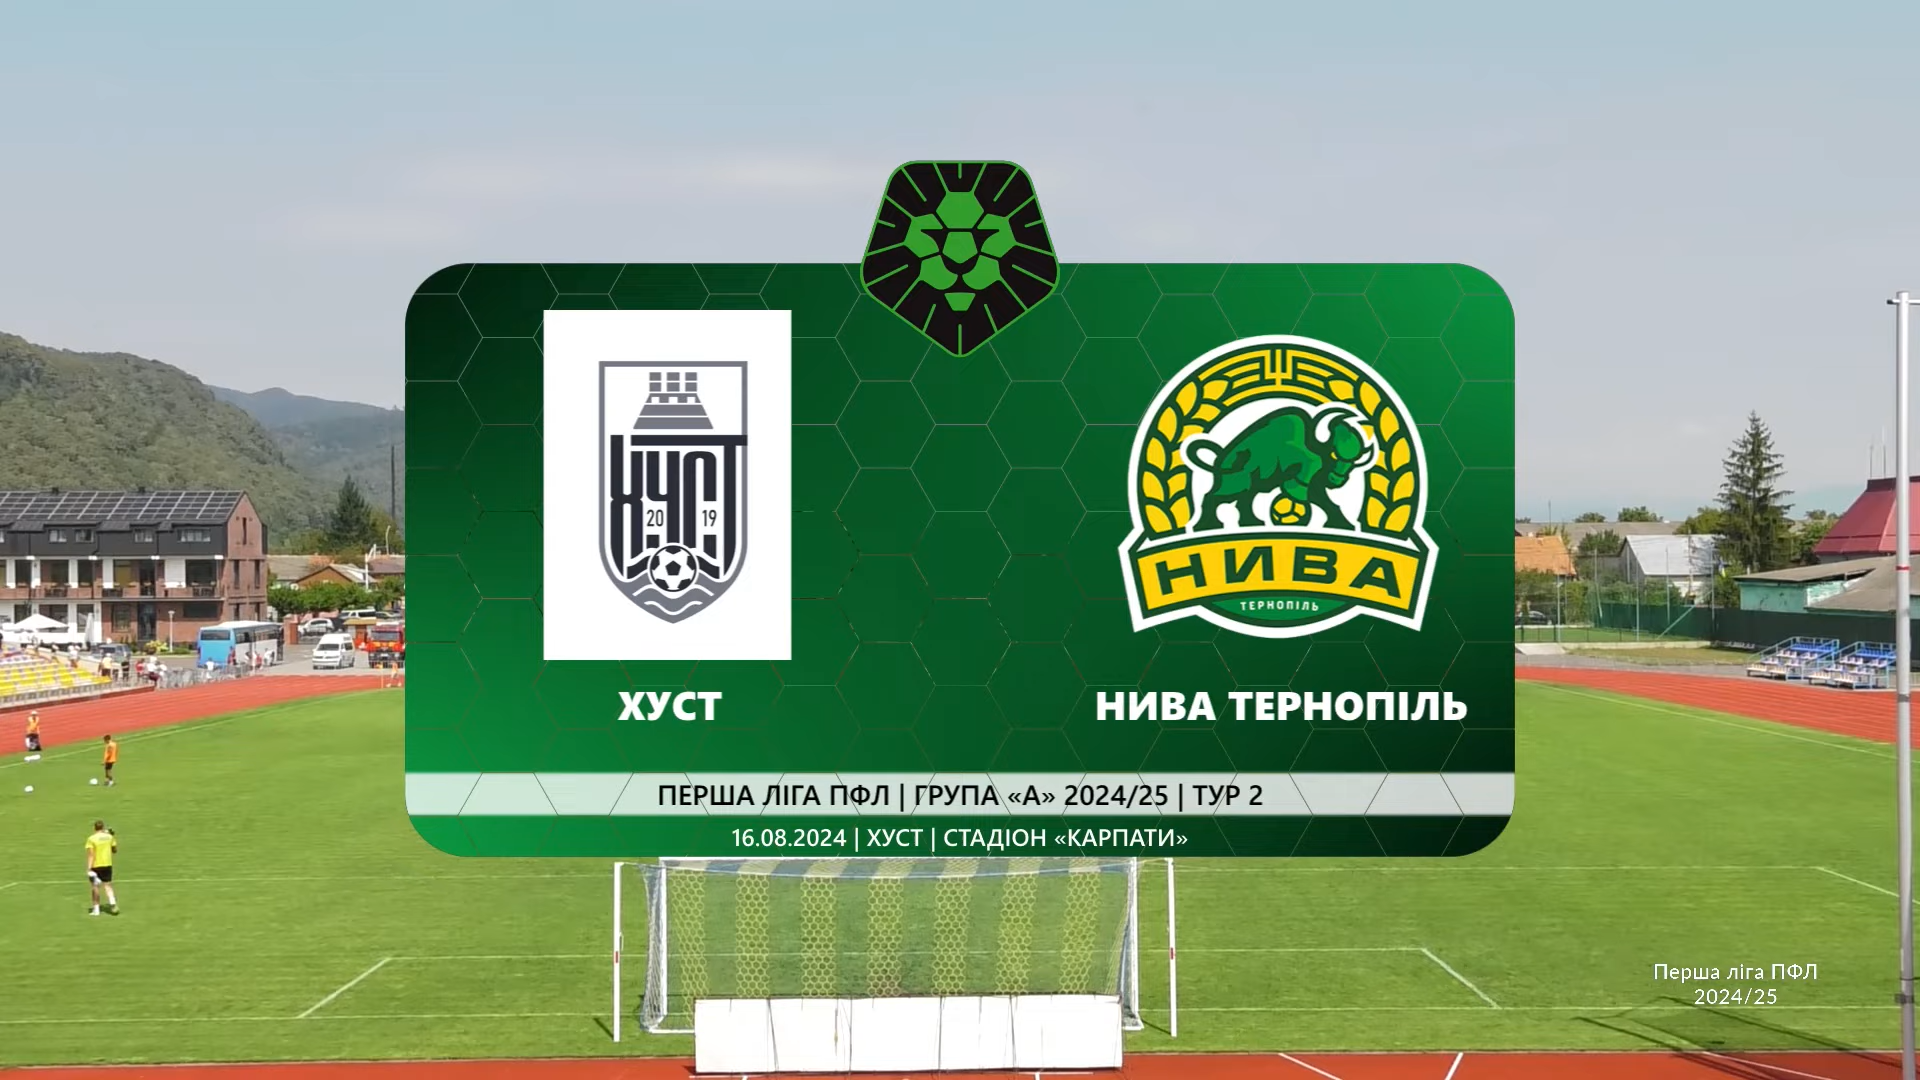 ХУСТ
20 19
НИВА
ТЕРНОПІЛЬ
ХУСТ
НИВА ТЕРНОПІЛЬ
ПЕРША ЛІГА ПФЛ | ГРУПА «А» 2024/25 | ТУР 2
16.08.2024 | ХУСТ | СТАДІОН «КАРПАТИ»
Перша ліга ПФЛ
2024/25